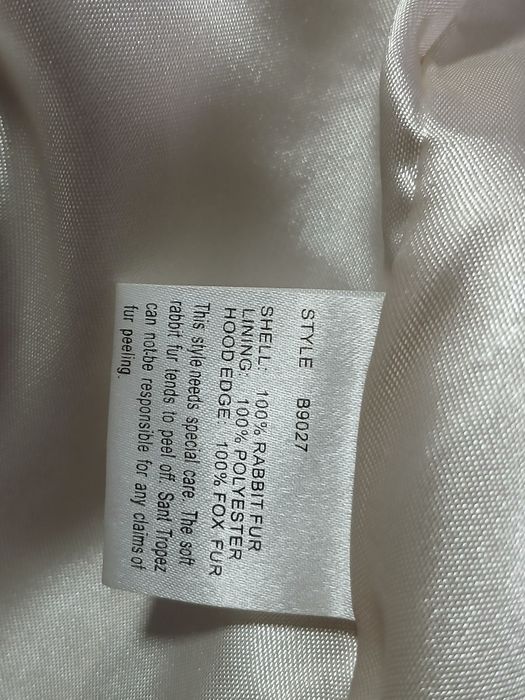 STYLE B9027
SHELL: 100% RABBIT FUR
LINING: 100% POLYESTER
HOOD EDGE: 100% FOX FUR
This style needs special care. The soft
rabbit fur tends to peel off. Sant Tropez
can not be responsible for any claims of
fur peeling.